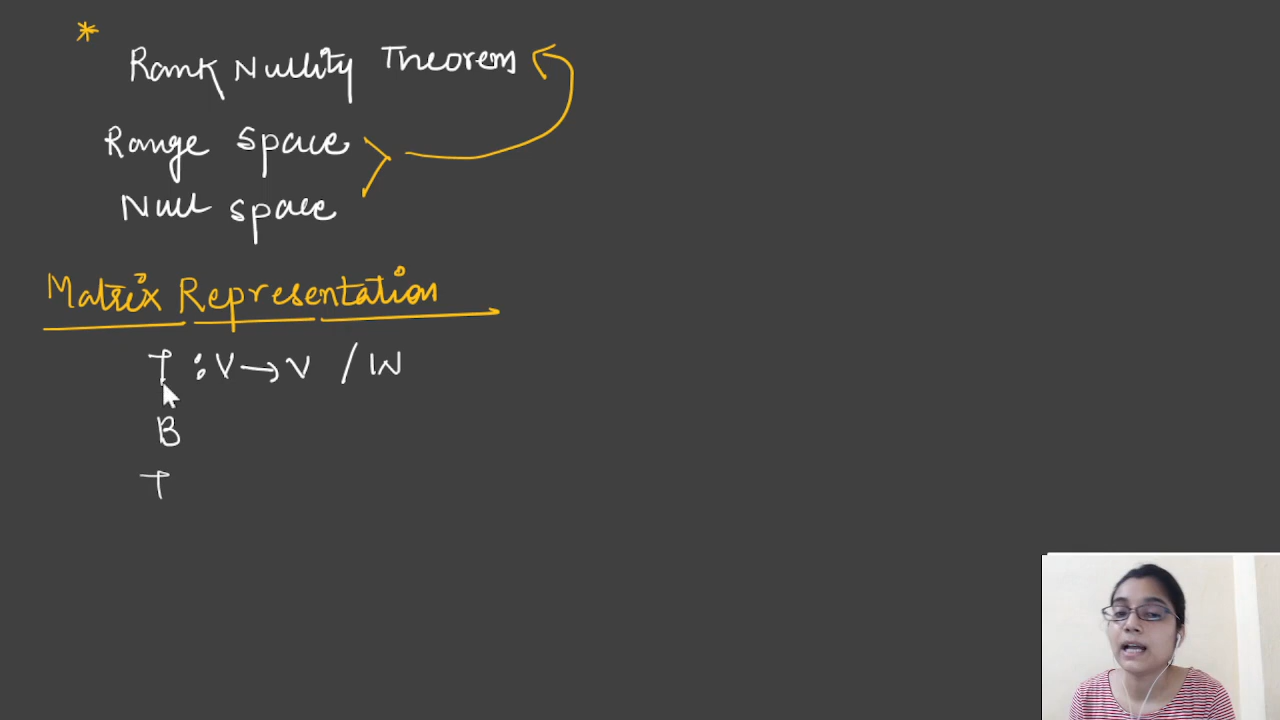 *
Rank Nullity Theorem
Range space
Null space
Matrix Representation
T : V → V / W
B
T